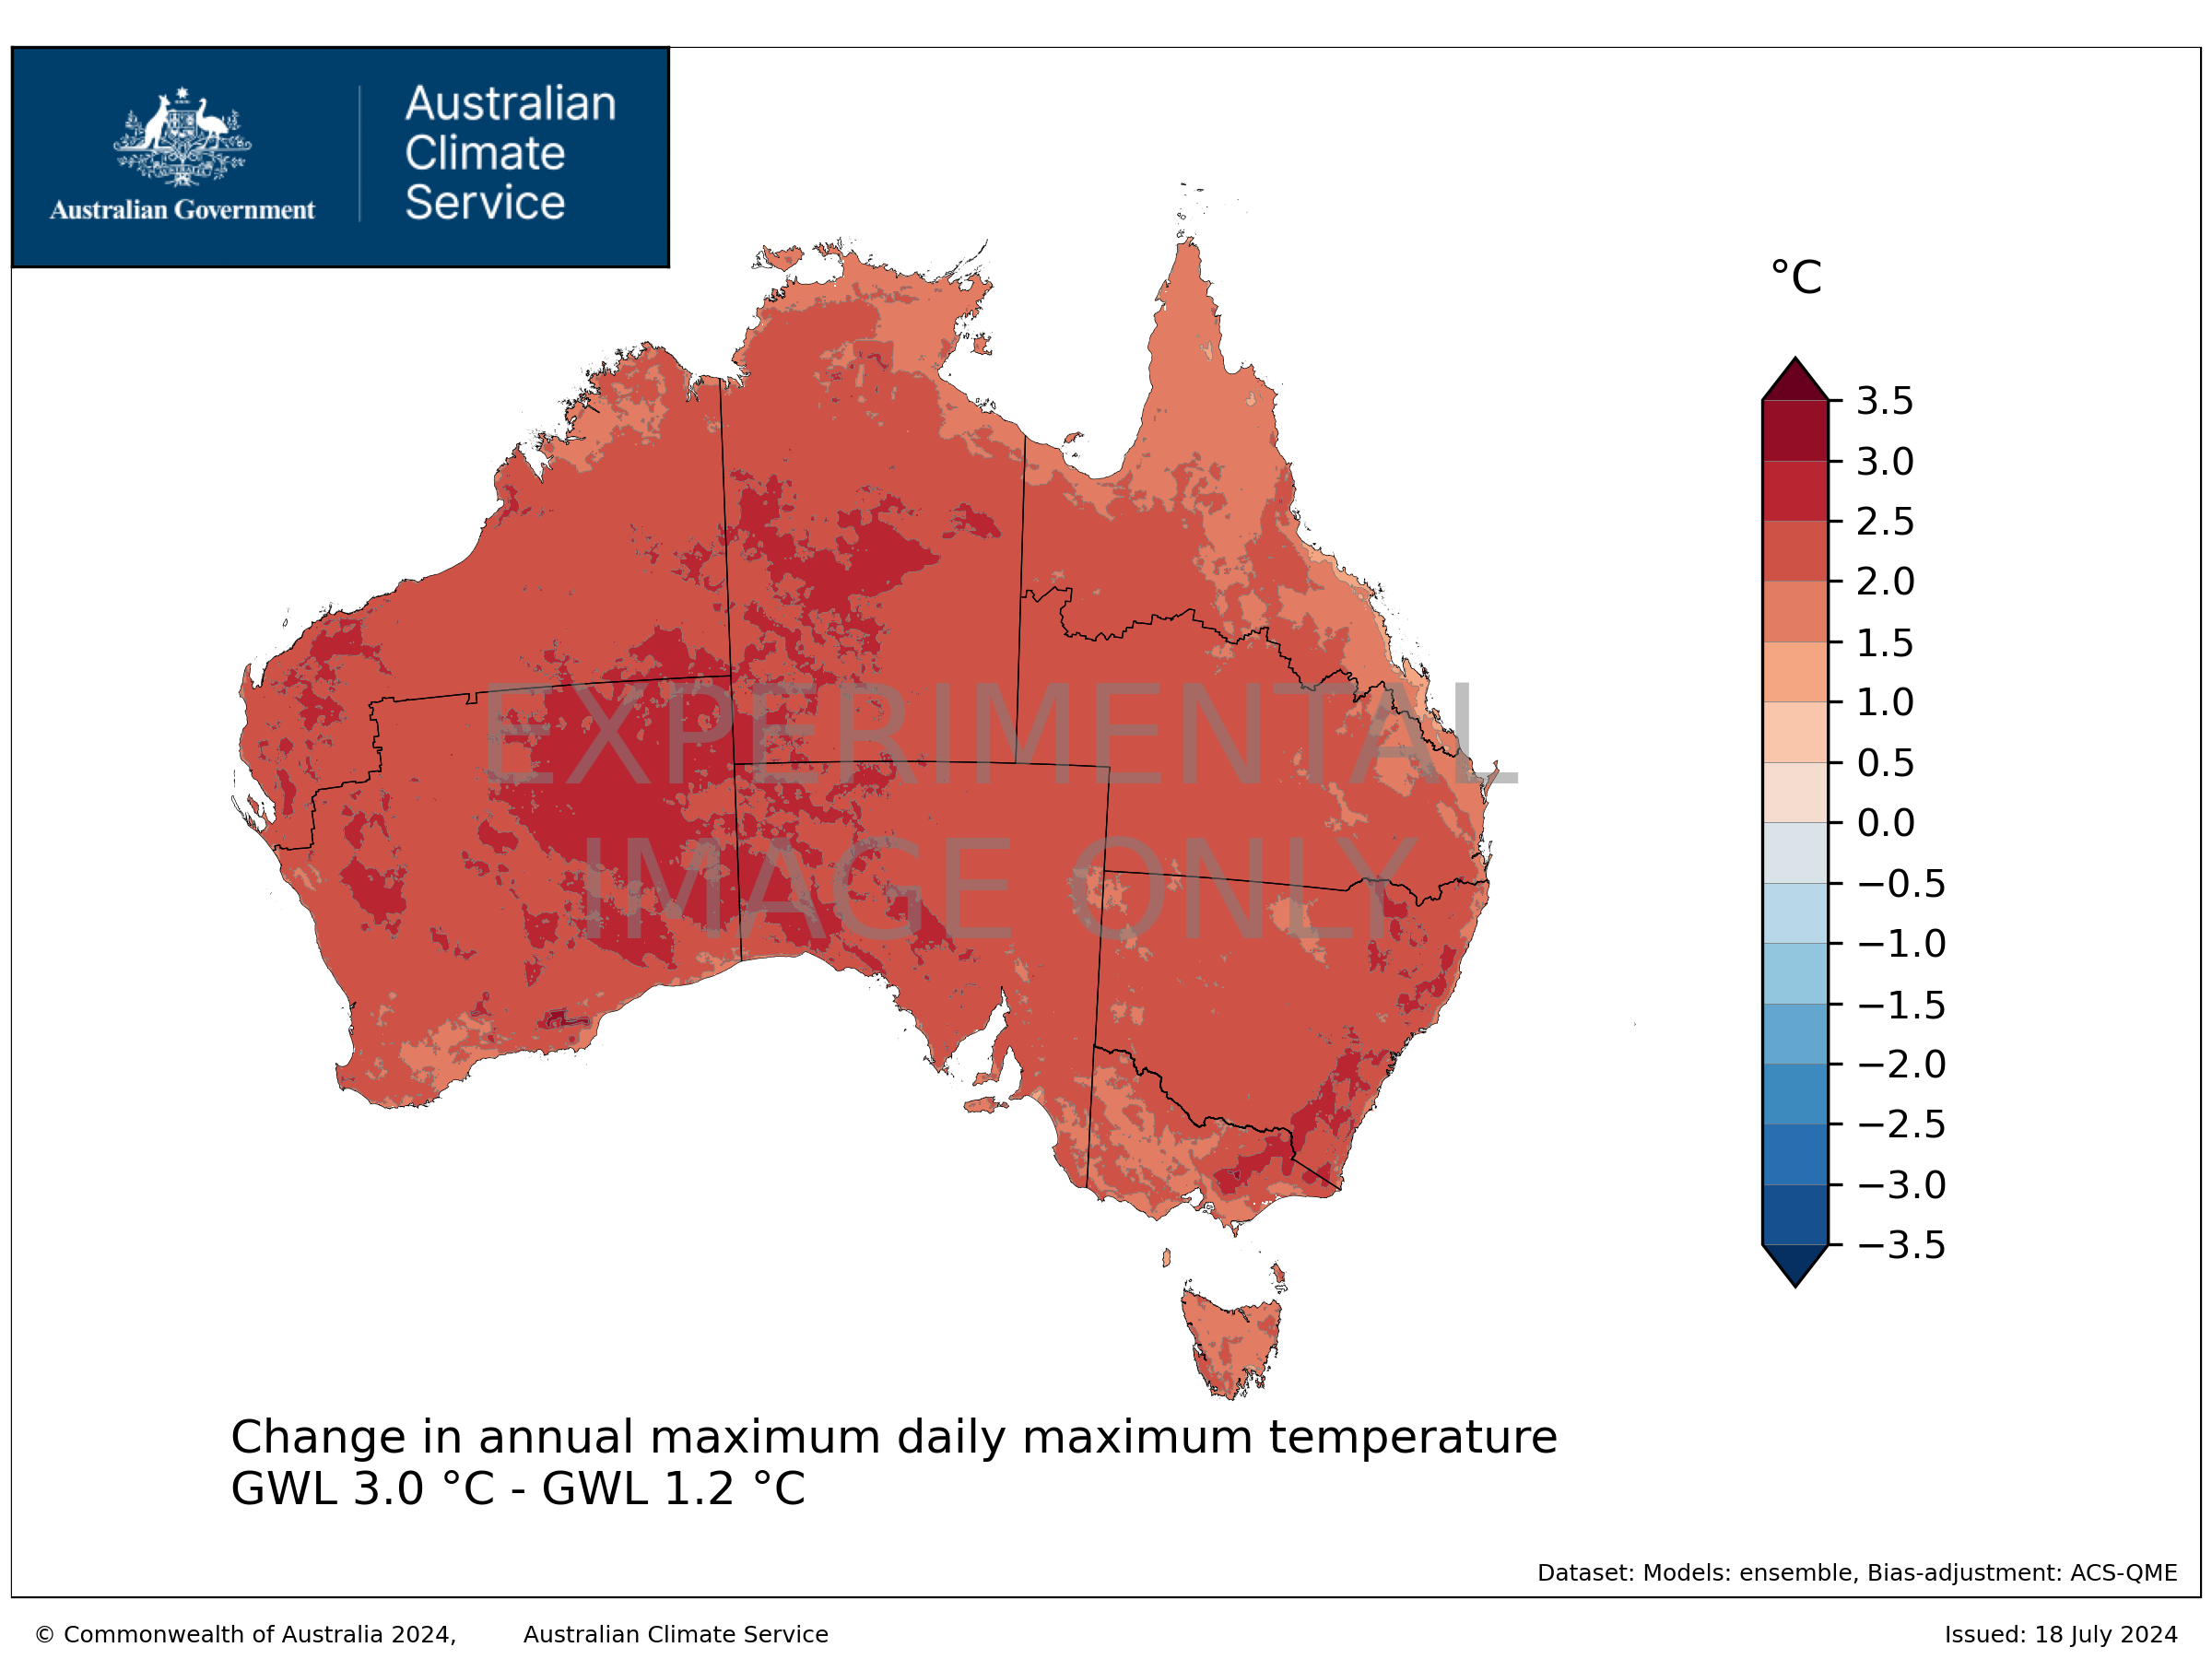 Australian Government
Australian
Climate
Service
°C
3.5
3.0
2.5
2.0
1.5
1.0
0.5
0.0
−0.5
−1.0
−1.5
−2.0
−2.5
−3.0
−3.5
EXPERIMENTAL
IMAGE ONLY
Change in annual maximum daily maximum temperature
GWL 3.0 °C - GWL 1.2 °C
Dataset: Models: ensemble, Bias-adjustment: ACS-QME
© Commonwealth of Australia 2024, Australian Climate Service
Issued: 18 July 2024